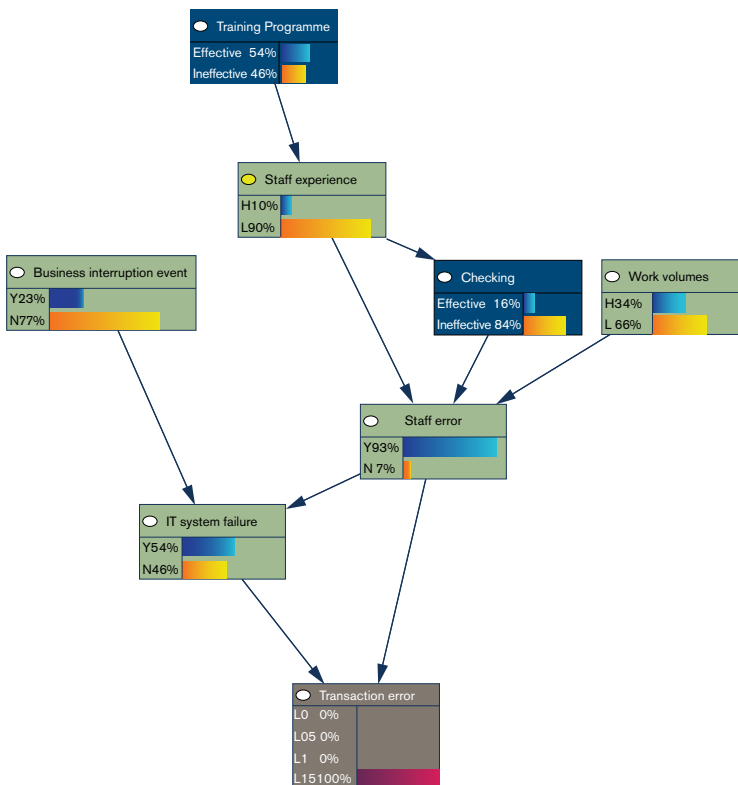 Training Programme
Effective 54%
Ineffective 46%
Staff experience
H10%
L90%
Business interruption event
Y23%
N77%
Checking
Effective 16%
Ineffective 84%
Work volumes
H34%
L 66%
Staff error
Y93%
N 7%
IT system failure
Y54%
N46%
Transaction error
L0 0%
L05 0%
L1 0%
L15100%